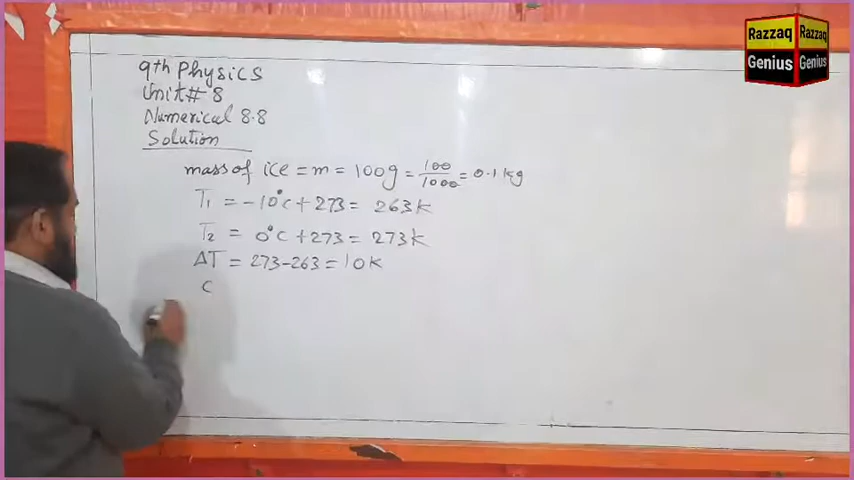 9th Physics
Unit # 8
Numerical 8.8
Solution
mass of ice = m = 100g = 100/1000 = 0.1 kg
T₁ = -10°C + 273 = 263K
T₂ = 0°C + 273 = 273K
ΔT = 273 - 263 = 10K
C
Razzaq Razzaq
Genius Genius